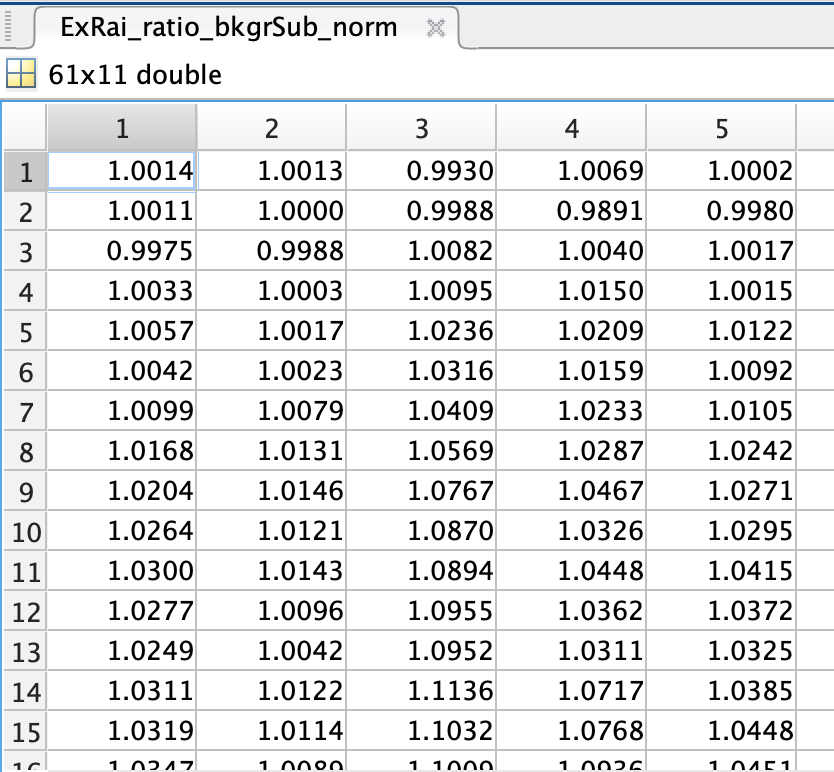 ExRai_ratio_bkgrSub_norm
61x11 double
1 2 3 4 5
1 1.0014 1.0013 0.9930 1.0069 1.0002
2 1.0011 1.0000 0.9988 0.9891 0.9980
3 0.9975 0.9988 1.0082 1.0040 1.0017
4 1.0033 1.0003 1.0095 1.0150 1.0015
5 1.0057 1.0017 1.0236 1.0209 1.0122
6 1.0042 1.0023 1.0316 1.0159 1.0092
7 1.0099 1.0079 1.0409 1.0233 1.0105
8 1.0168 1.0131 1.0569 1.0287 1.0242
9 1.0204 1.0146 1.0767 1.0467 1.0271
10 1.0264 1.0121 1.0870 1.0326 1.0295
11 1.0300 1.0143 1.0894 1.0448 1.0415
12 1.0277 1.0096 1.0955 1.0362 1.0372
13 1.0249 1.0042 1.0952 1.0311 1.0325
14 1.0311 1.0122 1.1136 1.0717 1.0385
15 1.0319 1.0114 1.1032 1.0768 1.0448